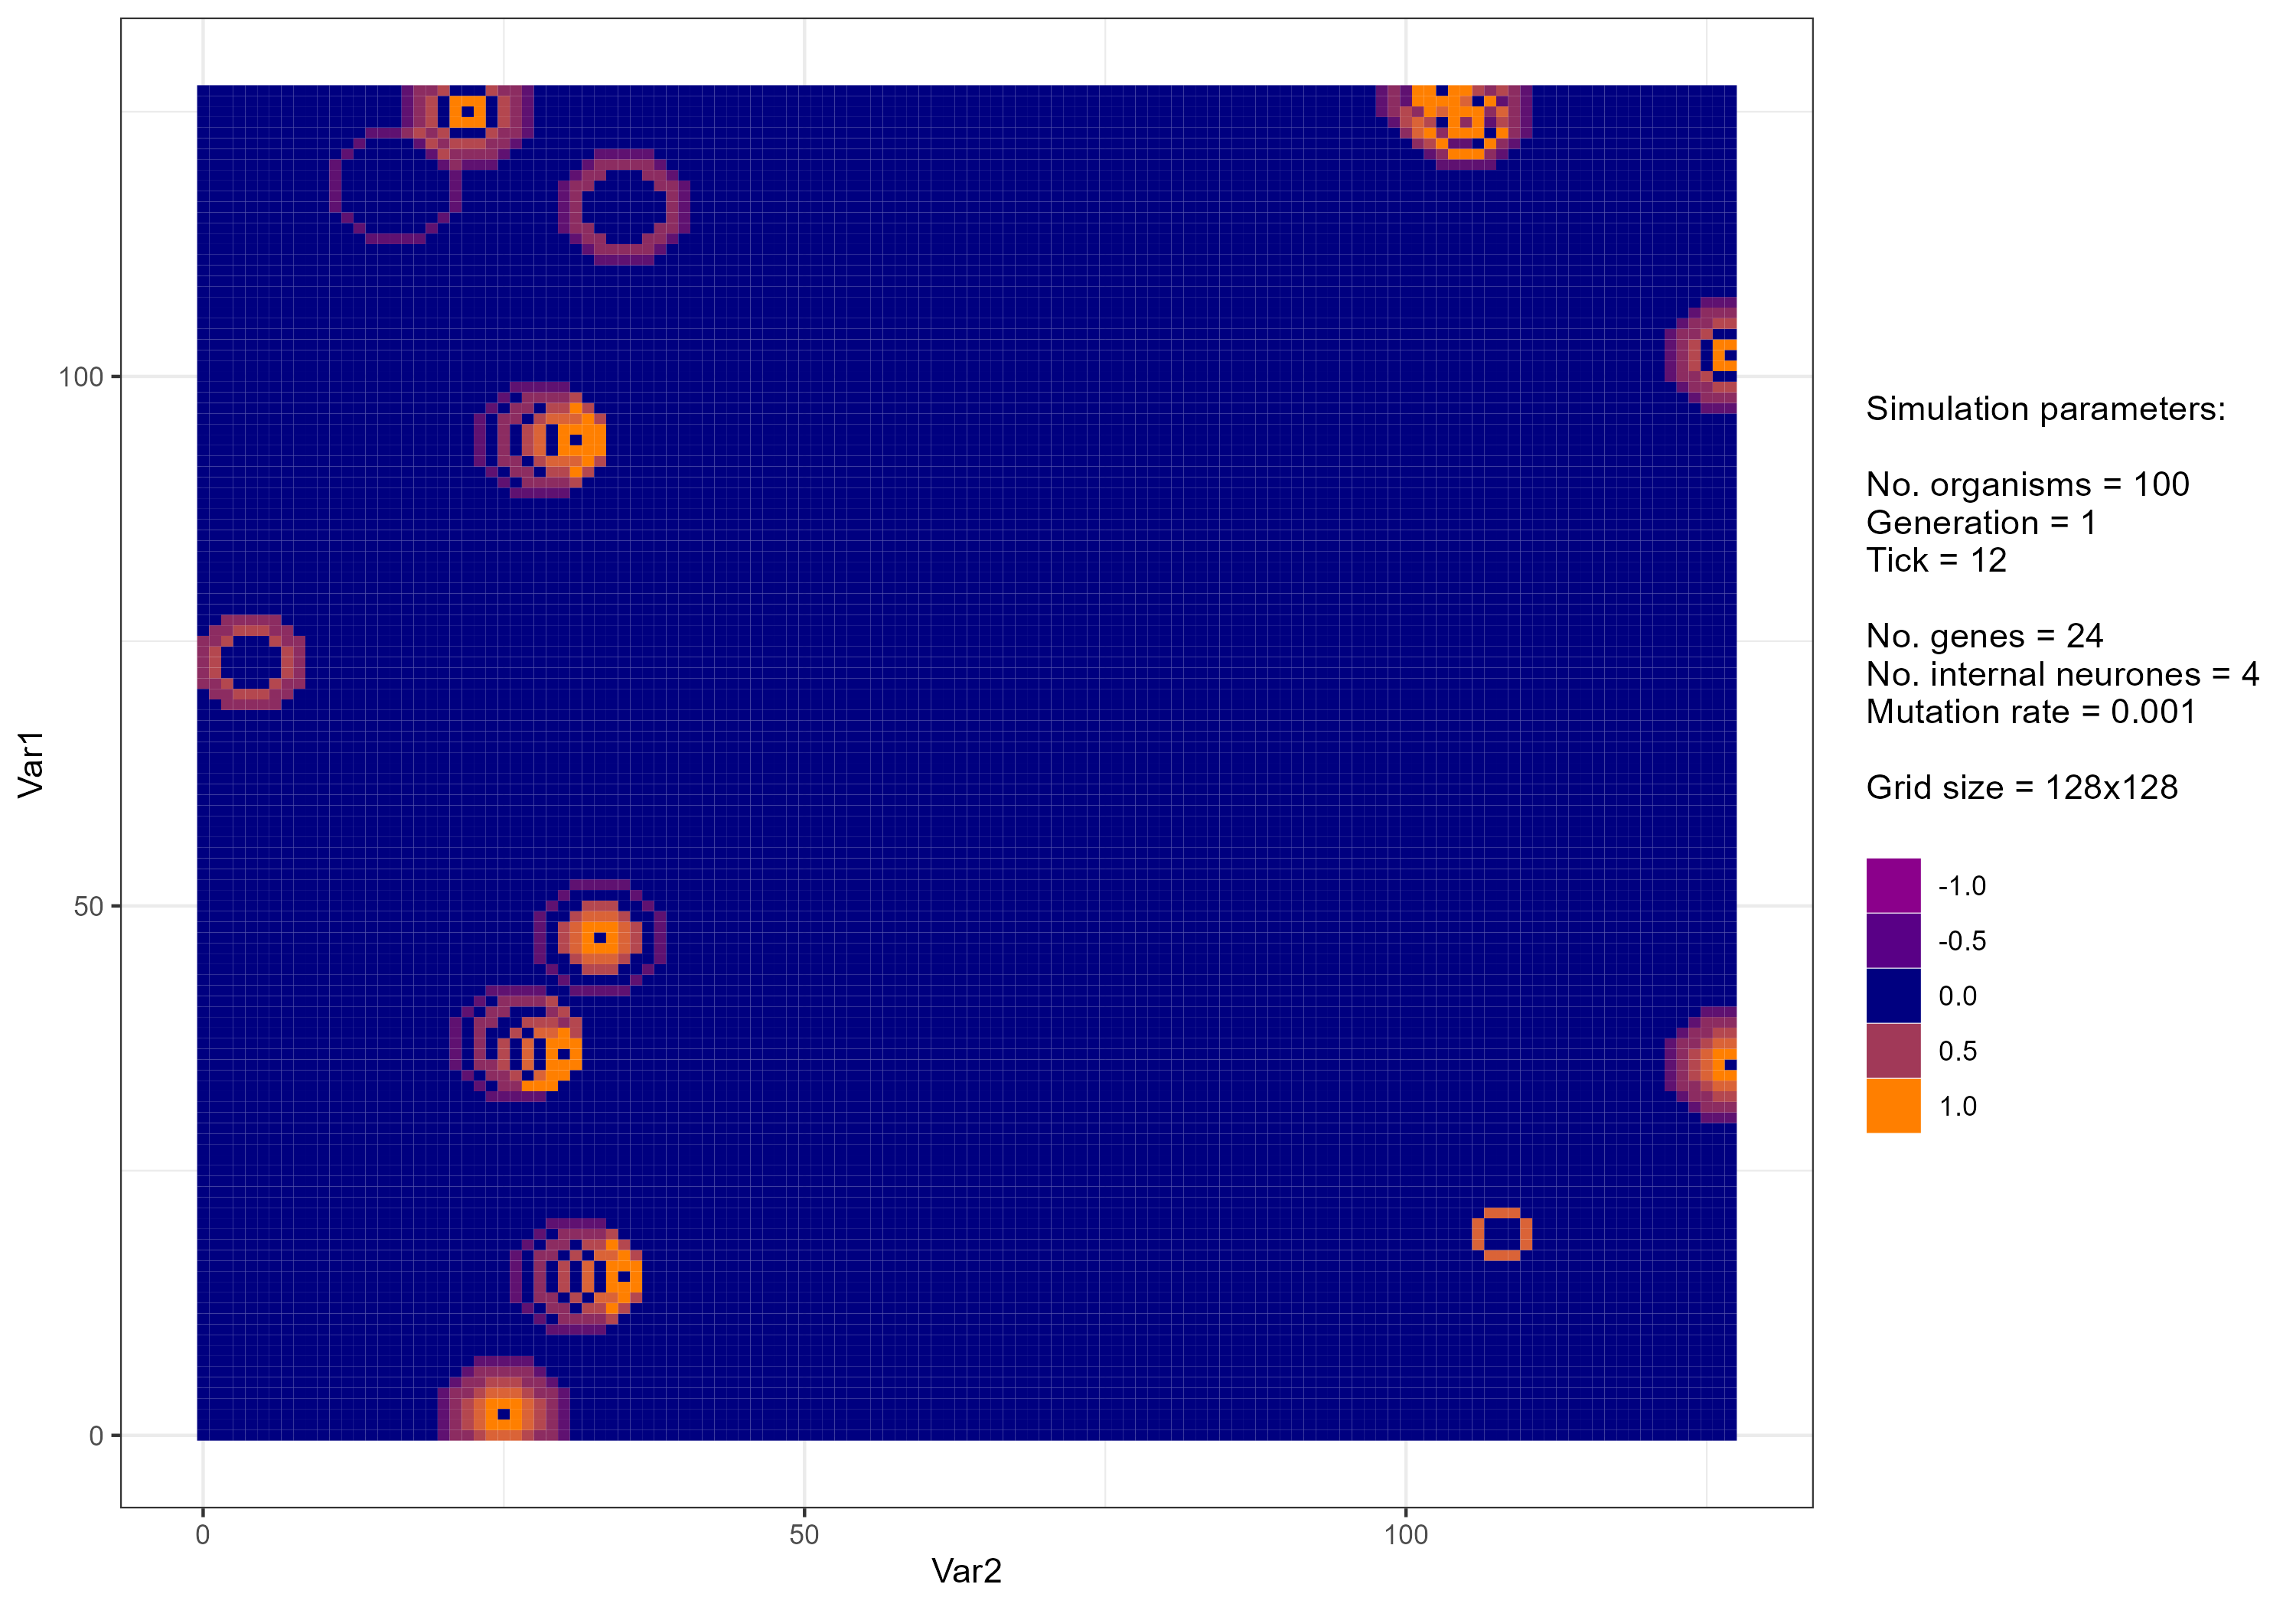 100
50
0
0
50
100
Var1
Var2
Simulation parameters:
No. organisms = 100
Generation = 1
Tick = 12
No. genes = 24
No. internal neurones = 4
Mutation rate = 0.001
Grid size = 128x128
-1.0
-0.5
0.0
0.5
1.0